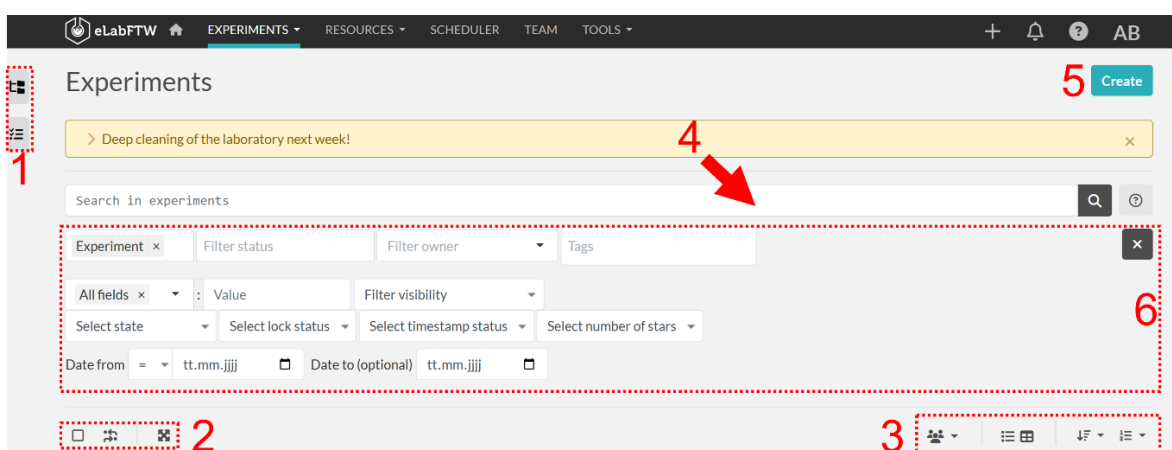 eLabFTW EXPERIMENTS RESOURCES SCHEDULER TEAM TOOLS + ? AB
Experiments 5 Create
1
> Deep cleaning of the laboratory next week! ×
4
Search in experiments ?
Experiment × Filter status Filter owner Tags ×
All fields × : Value Filter visibility
6
Select state Select lock status Select timestamp status Select number of stars
Date from = tt.mm.jjjj Date to (optional) tt.mm.jjjj
2 3